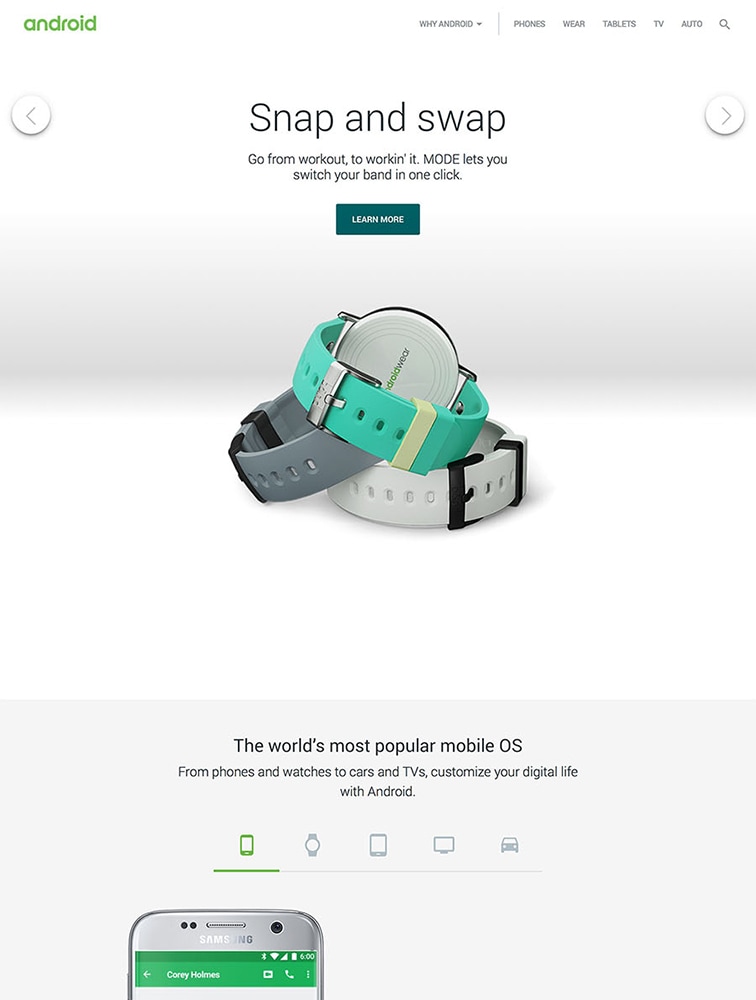 android
WHY ANDROID
PHONES
WEAR
TABLETS
TV
AUTO
Snap and swap
Go from workout, to workin' it. MODE lets you
switch your band in one click.
LEARN MORE
droidwear
The world's most popular mobile OS
From phones and watches to cars and TVs, customize your digital life
with Android.
SAMSUNG
6:00
Corey Holmes